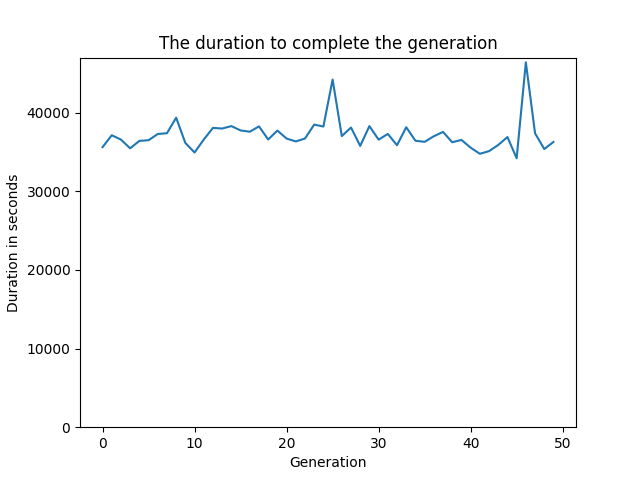 The duration to complete the generation
Duration in seconds
40000
30000
20000
10000
0
0 10 20 30 40 50
Generation